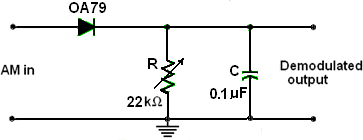 OA79
AM in
R
22kΩ
C
0.1µF
Demodulated
output